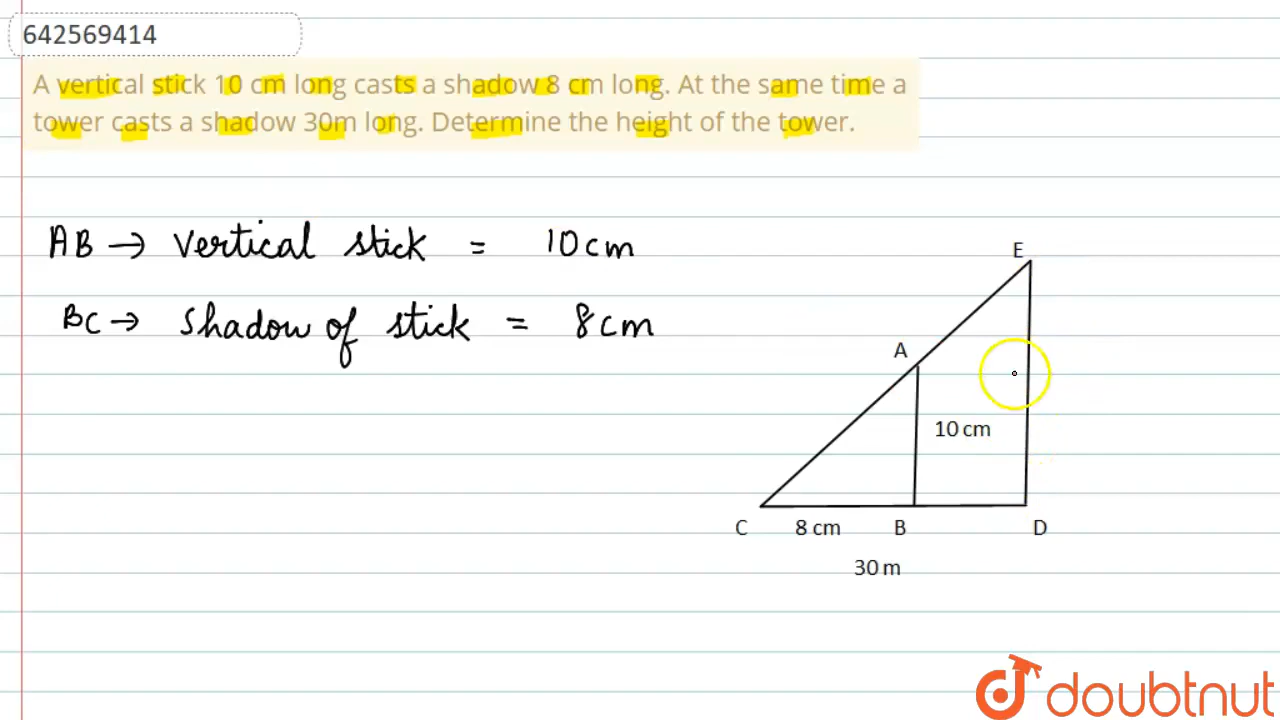 642569414
A vertical stick 10 cm long casts a shadow 8 cm long. At the same time a
tower casts a shadow 30m long. Determine the height of the tower.
AB → Vertical stick = 10cm
BC → Shadow of stick = 8cm
E
A
10 cm
C 8 cm B D
30 m
doubtnut